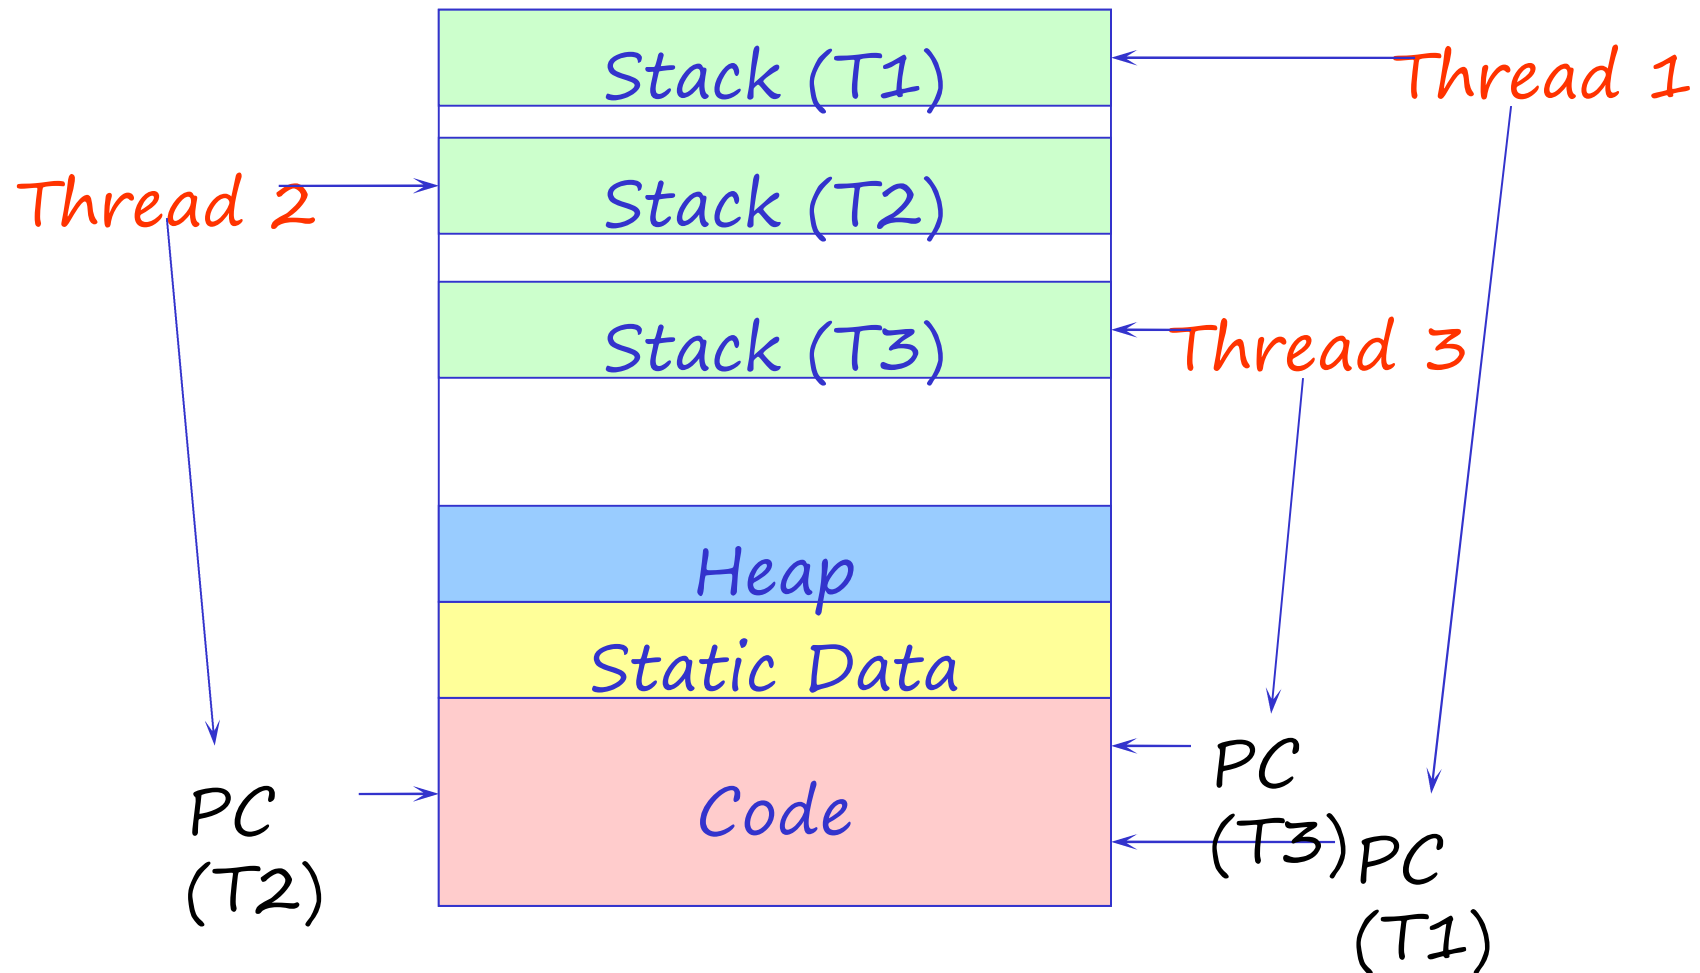 Stack (T1)
Thread 1
Thread 2
Stack (T2)
Stack (T3)
Thread 3
Heap
Static Data
Code
PC
(T2)
PC
(T3)
PC
(T1)